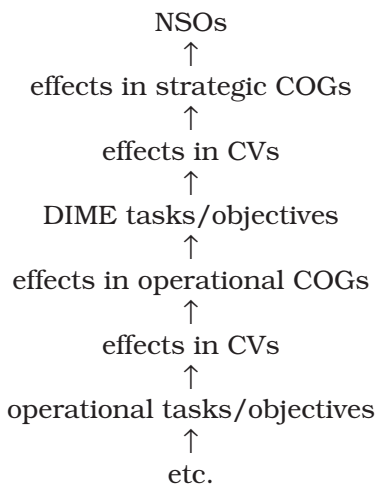 NSOs
↑
effects in strategic COGs
↑
effects in CVs
↑
DIME tasks/objectives
↑
effects in operational COGs
↑
effects in CVs
↑
operational tasks/objectives
↑
etc.